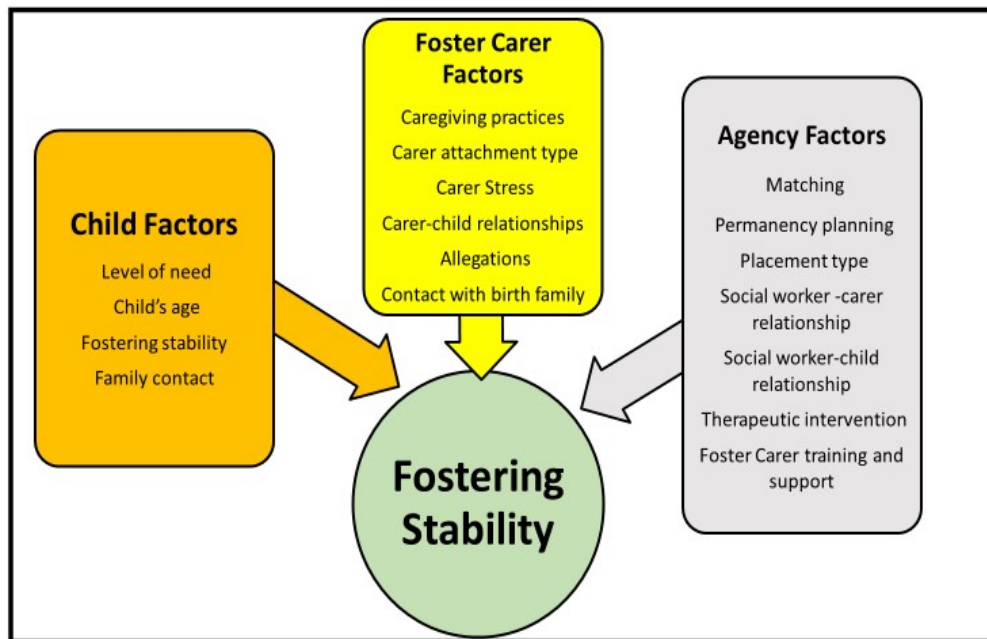 Child Factors
Level of need
Child's age
Fostering stability
Family contact
Foster Carer
Factors
Caregiving practices
Carer attachment type
Carer Stress
Carer-child relationships
Allegations
Contact with birth family
Agency Factors
Matching
Permanency planning
Placement type
Social worker -carer
relationship
Social worker-child
relationship
Therapeutic intervention
Foster Carer training and
support
Fostering
Stability